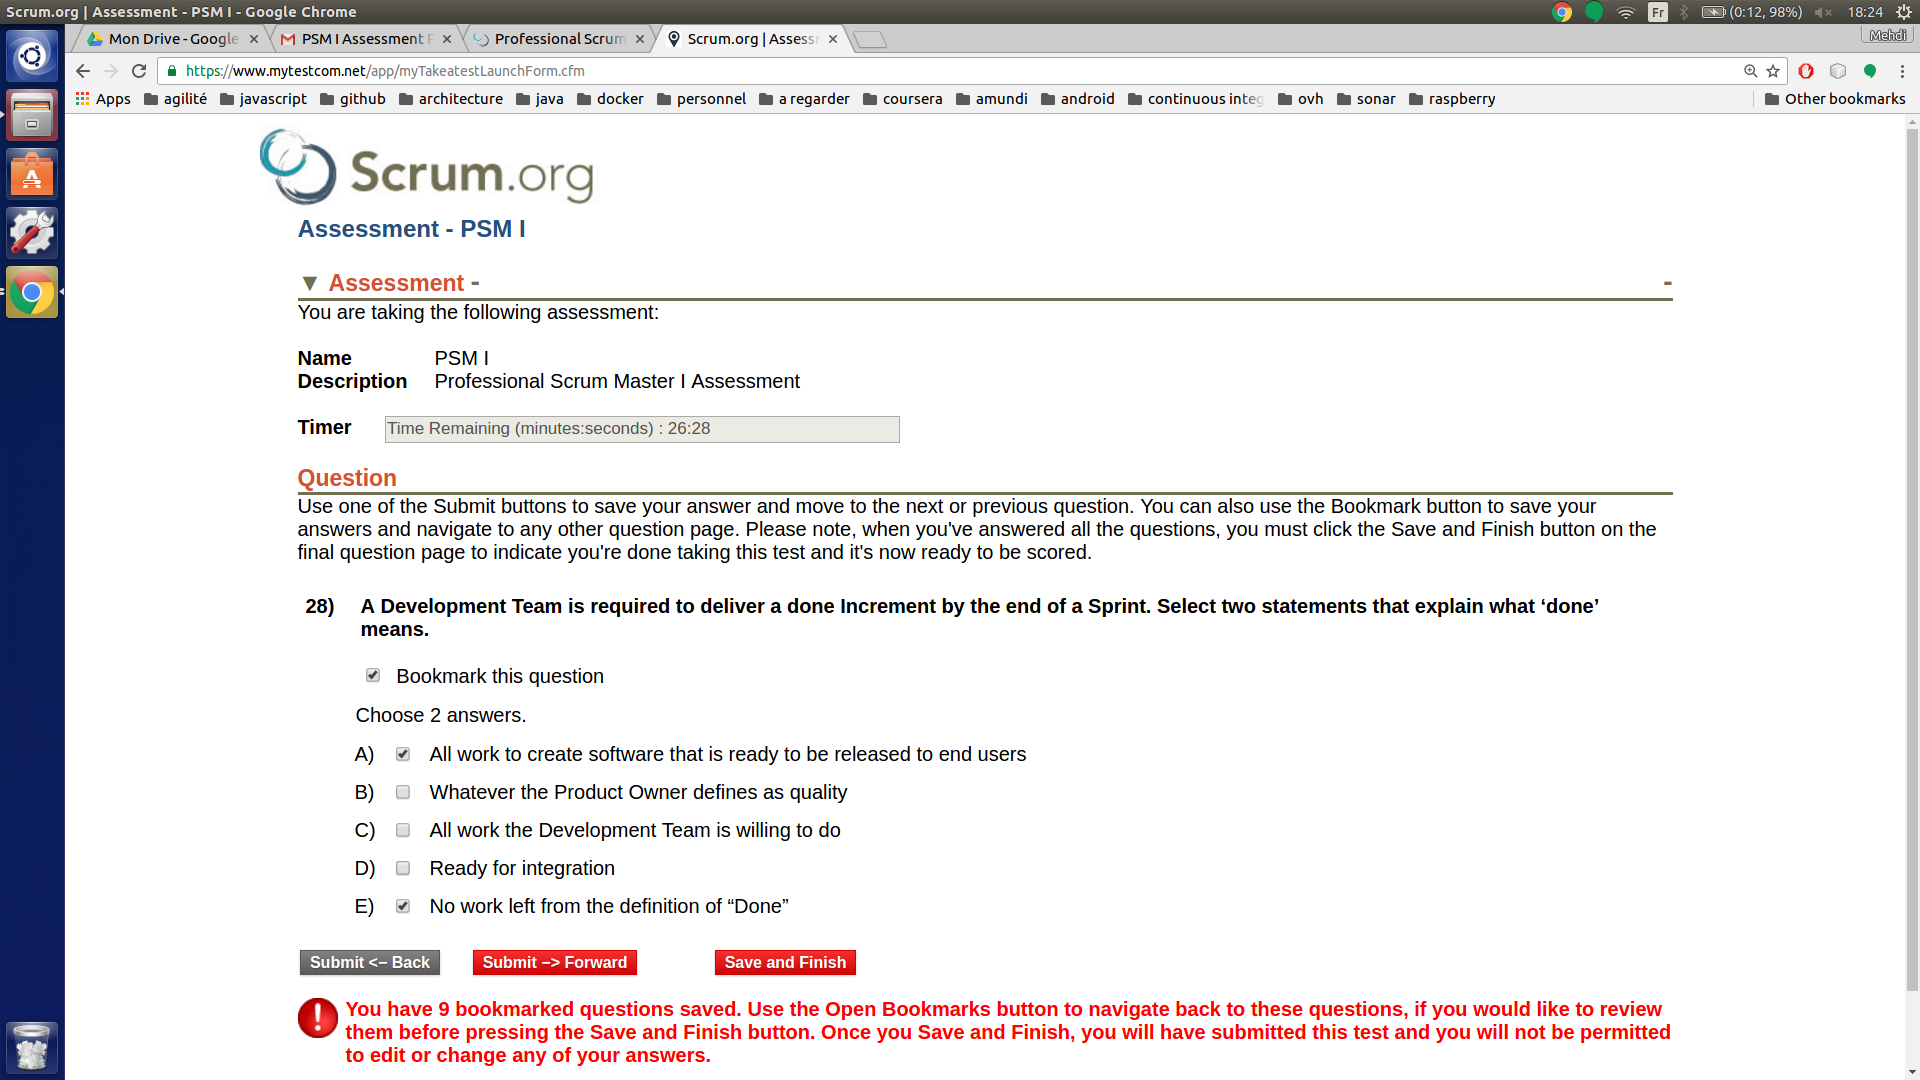 Scrum.org | Assessment - PSM I - Google Chrome
Fr
(0:12, 98%)
18:24
Mon Drive - Google
PSM I Assessment
Professional Scrum
Scrum.org | Assess
Mehdi
https://www.mytestcom.net/app/myTakeatestLaunchForm.cfm
Apps agilité javascript github architecture java docker personnel a regarder coursera amundi android continuous integ ovh sonar raspberry Other bookmarks
Scrum.org
Assessment - PSM I
▼ Assessment - -
You are taking the following assessment:
Name PSM I
Description Professional Scrum Master I Assessment
Timer Time Remaining (minutes:seconds) : 26:28
Question
Use one of the Submit buttons to save your answer and move to the next or previous question. You can also use the Bookmark button to save your
answers and navigate to any other question page. Please note, when you've answered all the questions, you must click the Save and Finish button on the
final question page to indicate you're done taking this test and it's now ready to be scored.
28) A Development Team is required to deliver a done Increment by the end of a Sprint. Select two statements that explain what ‘done’
means.
Bookmark this question
Choose 2 answers.
A) All work to create software that is ready to be released to end users
B) Whatever the Product Owner defines as quality
C) All work the Development Team is willing to do
D) Ready for integration
E) No work left from the definition of “Done”
Submit <– Back Submit –> Forward Save and Finish
You have 9 bookmarked questions saved. Use the Open Bookmarks button to navigate back to these questions, if you would like to review
them before pressing the Save and Finish button. Once you Save and Finish, you will have submitted this test and you will not be permitted
to edit or change any of your answers.